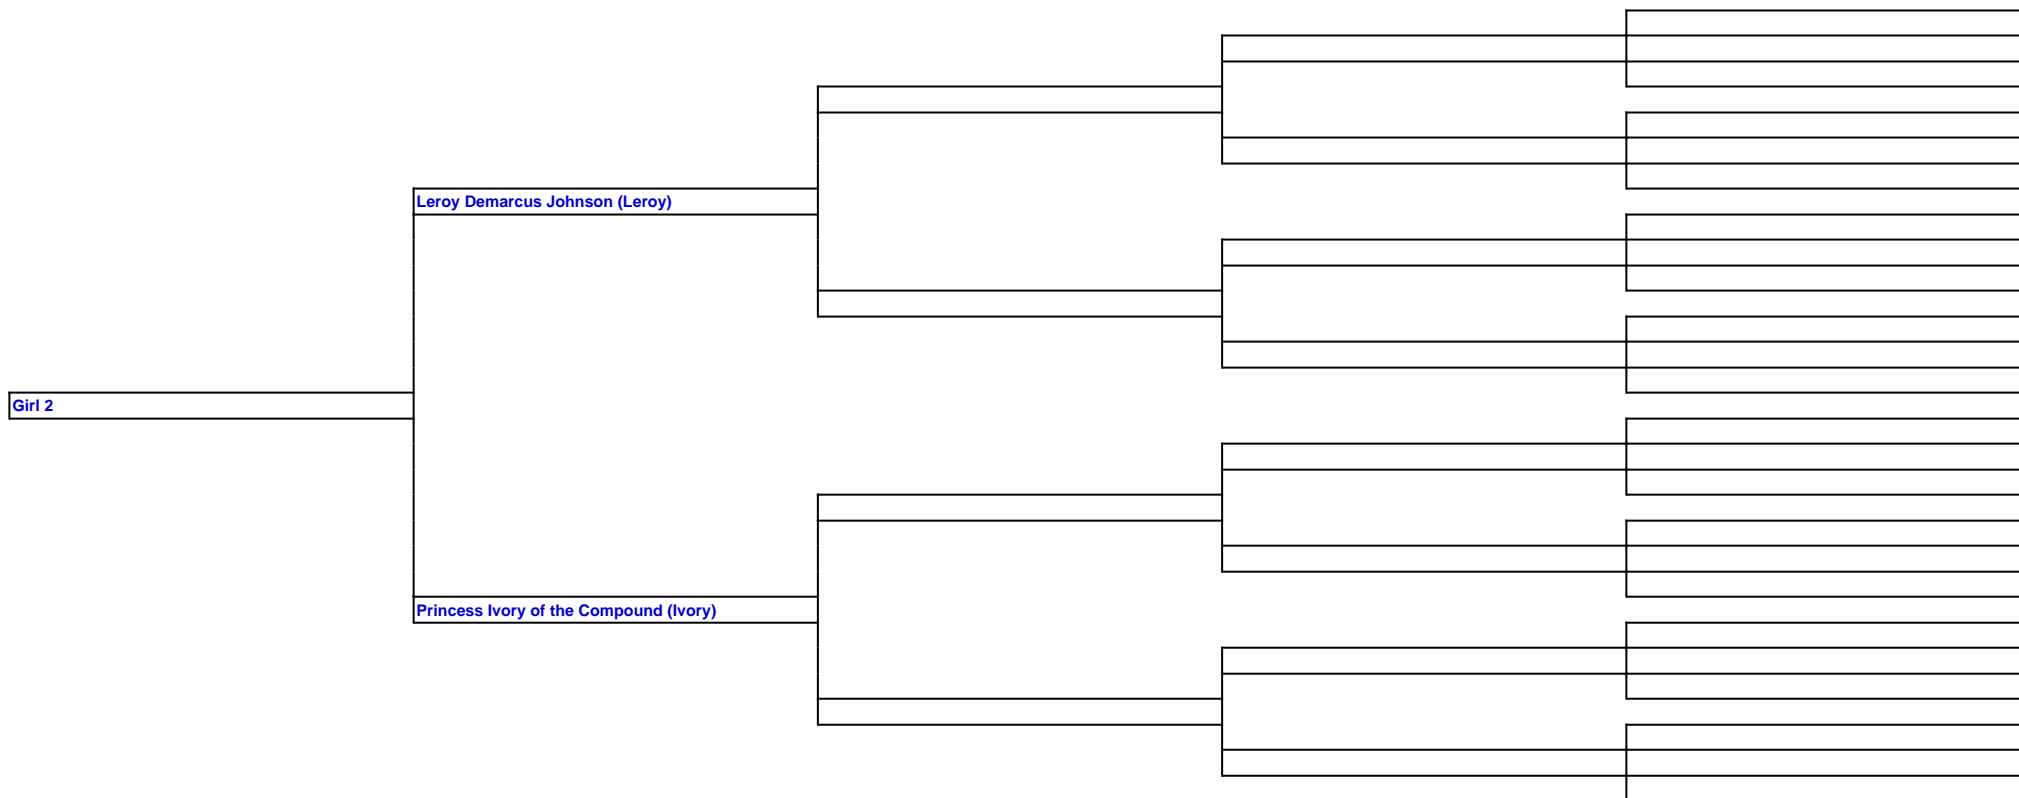 Leroy Demarcus Johnson (Leroy)
Girl 2
Princess Ivory of the Compound (Ivory)